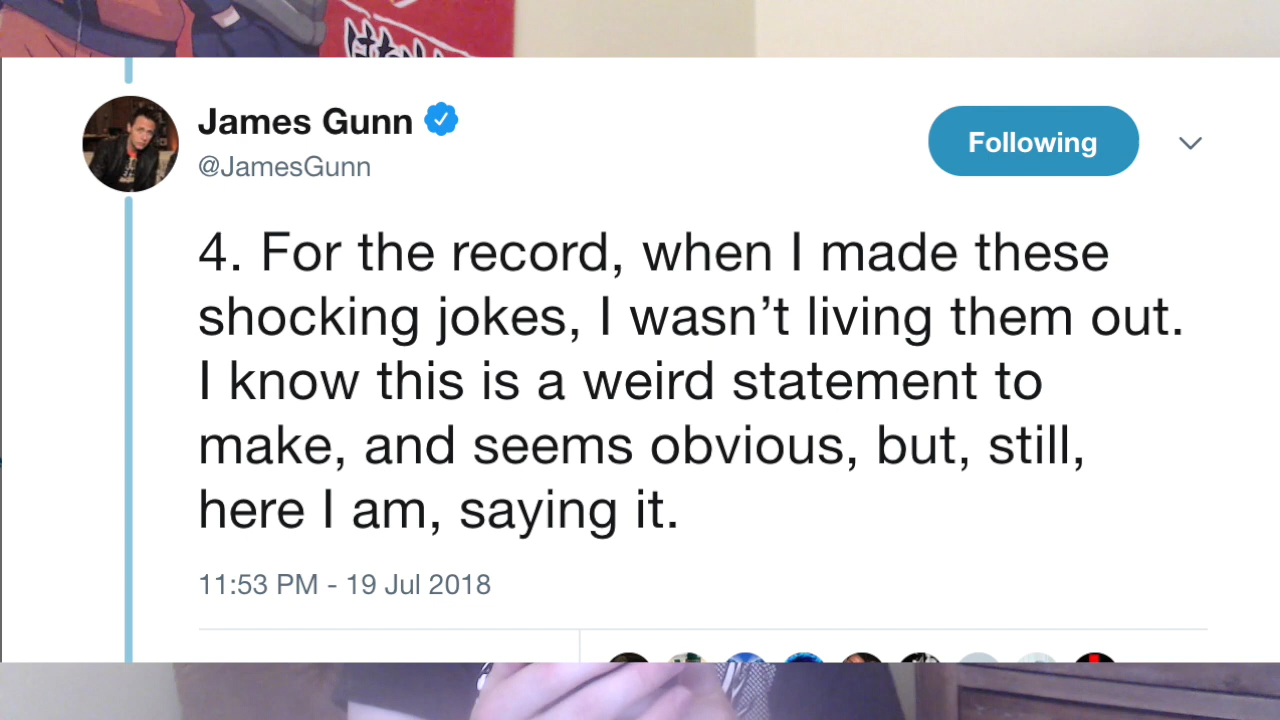 James Gunn
@JamesGunn
Following
4. For the record, when I made these
shocking jokes, I wasn’t living them out.
I know this is a weird statement to
make, and seems obvious, but, still,
here I am, saying it.
11:53 PM - 19 Jul 2018